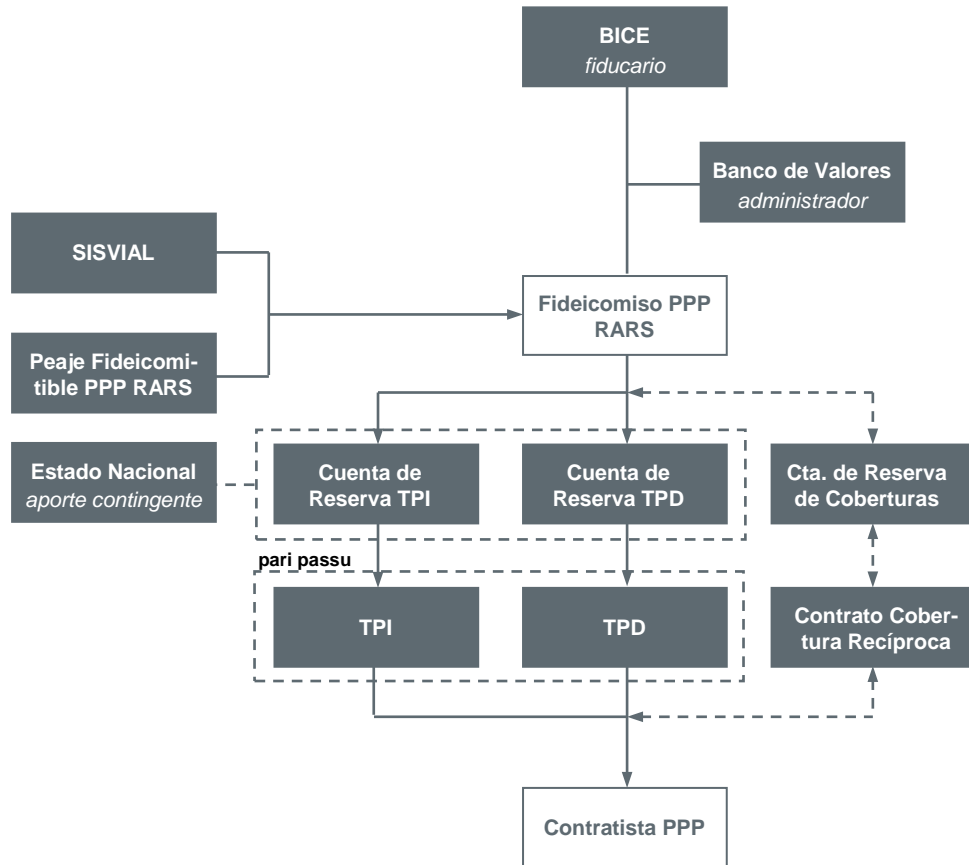 BICE
fiducario
Banco de Valores
administrador
SISVIAL
Fideicomiso PPP
RARS
Peaje Fideicomi-
tible PPP RARS
Estado Nacional
aporte contingente
Cuenta de
Reserva TPI
Cuenta de
Reserva TPD
Cta. de Reserva
de Coberturas
pari passu
TPI
TPD
Contrato Cober-
tura Recíproca
Contratista PPP